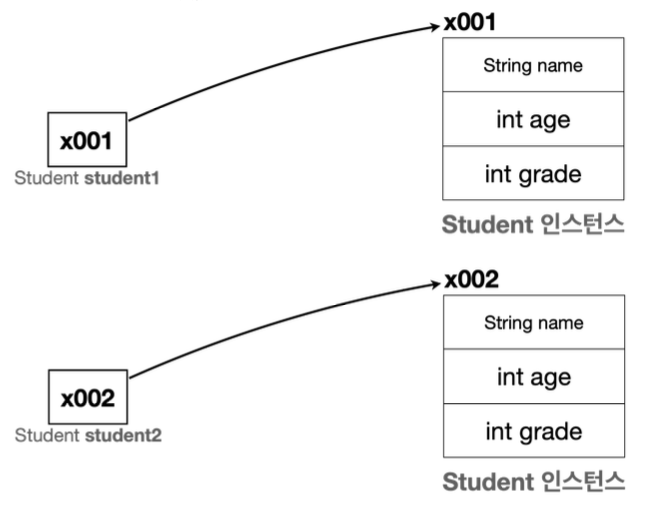 x001
String name
x001
int age
Student student1
int grade
Student 인스턴스
x002
String name
x002
int age
Student student2
int grade
Student 인스턴스